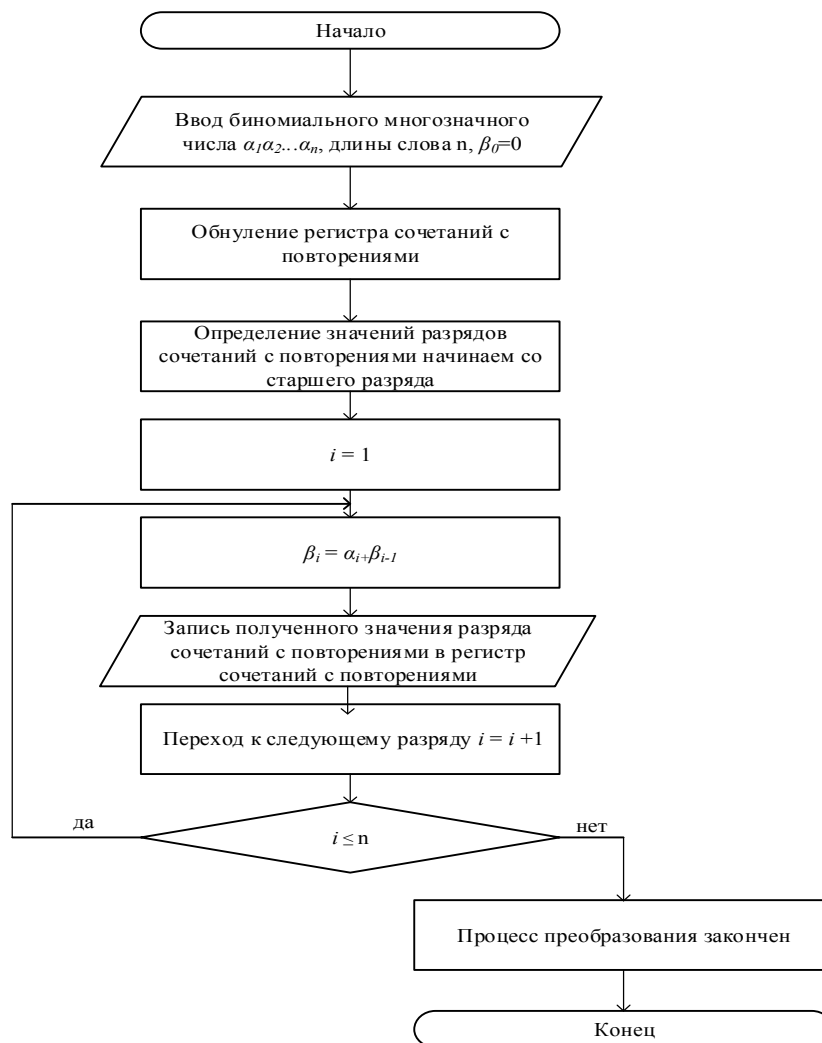 Начало
Ввод биномиального многозначного
числа α₁α₂...αₙ, длины слова n, β₀=0
Обнуление регистра сочетаний с
повторениями
Определение значений разрядов
сочетаний с повторениями начинаем со
старшего разряда
i = 1
βᵢ = αᵢ₊βᵢ₋₁
Запись полученного значения разряда
сочетаний с повторениями в регистр
сочетаний с повторениями
Переход к следующему разряду i = i +1
да
i ≤ n
нет
Процесс преобразования закончен
Конец